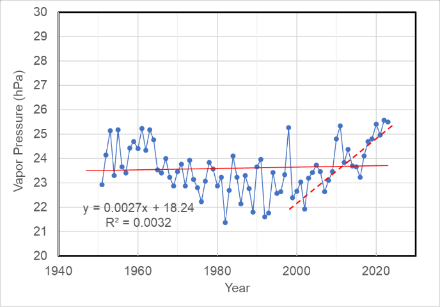 30
29
28
27
26
25
24
23
22
21
20
Vapor Pressure (hPa)
y = 0.0027x + 18.24
R² = 0.0032
1940 1960 1980 2000 2020
Year